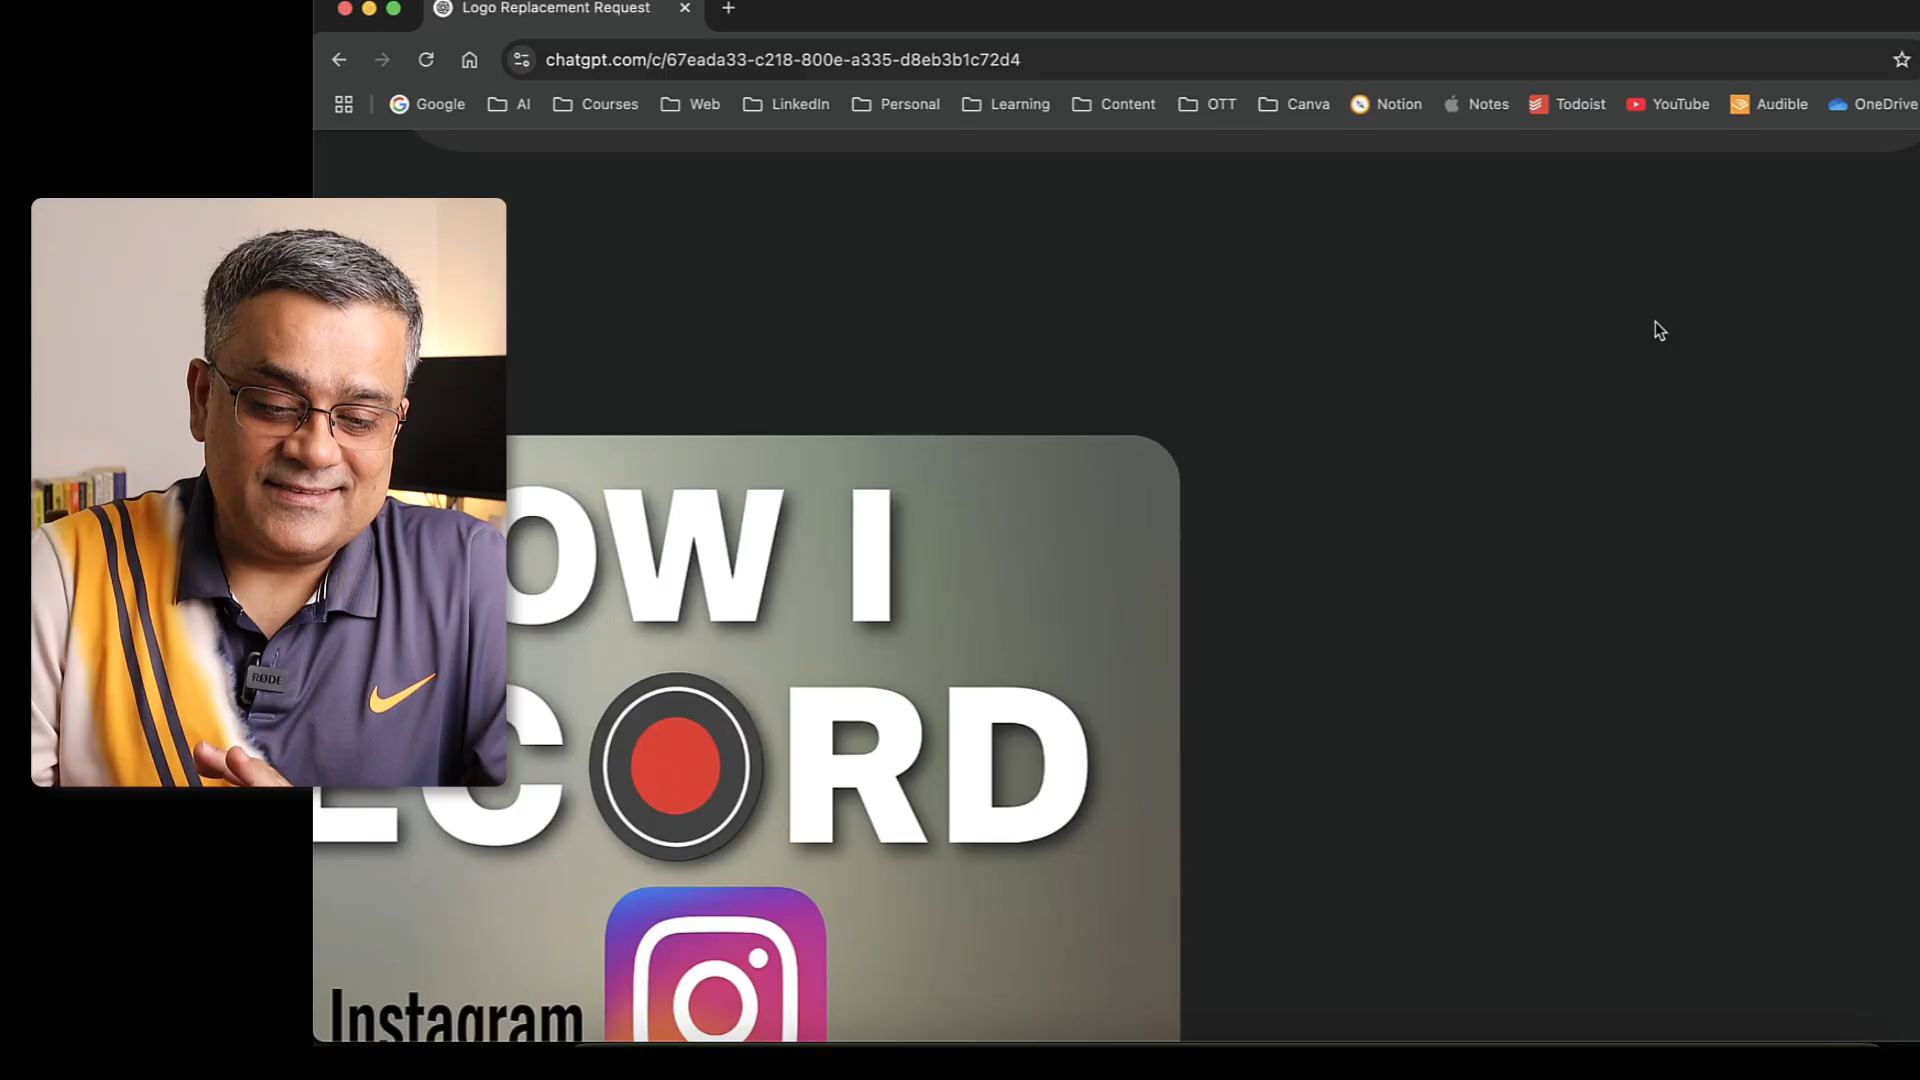 Logo Replacement Request
chatgpt.com/c/67eada33-c218-800e-a335-d8eb3b1c72d4
Google AI Courses Web LinkedIn Personal Learning Content OTT Canva Notion Notes Todoist YouTube Audible OneDrive
OW I
ECORD
Instagram
RØDE